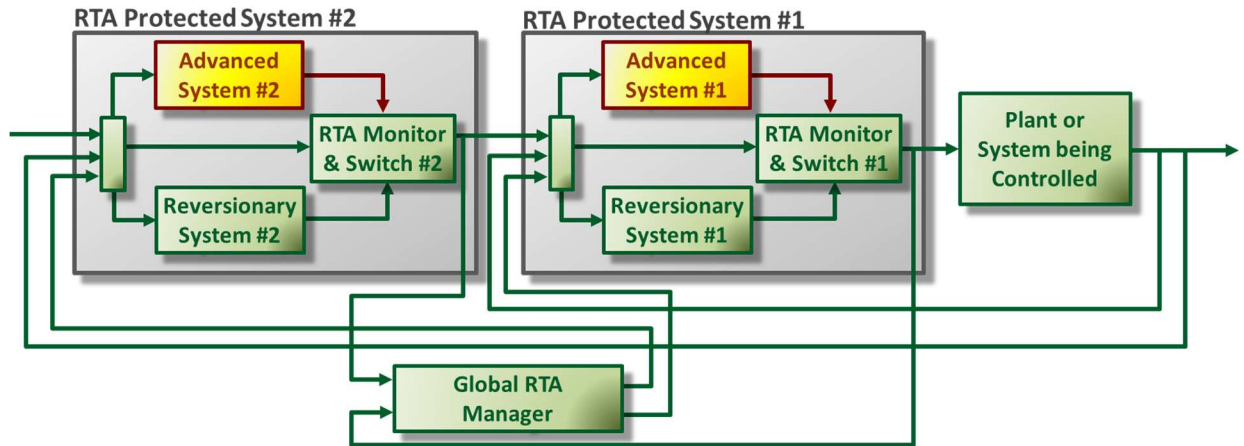 RTA Protected System #2
Advanced
System #2
RTA Monitor
& Switch #2
Reversionary
System #2
RTA Protected System #1
Advanced
System #1
RTA Monitor
& Switch #1
Reversionary
System #1
Plant or
System being
Controlled
Global RTA
Manager